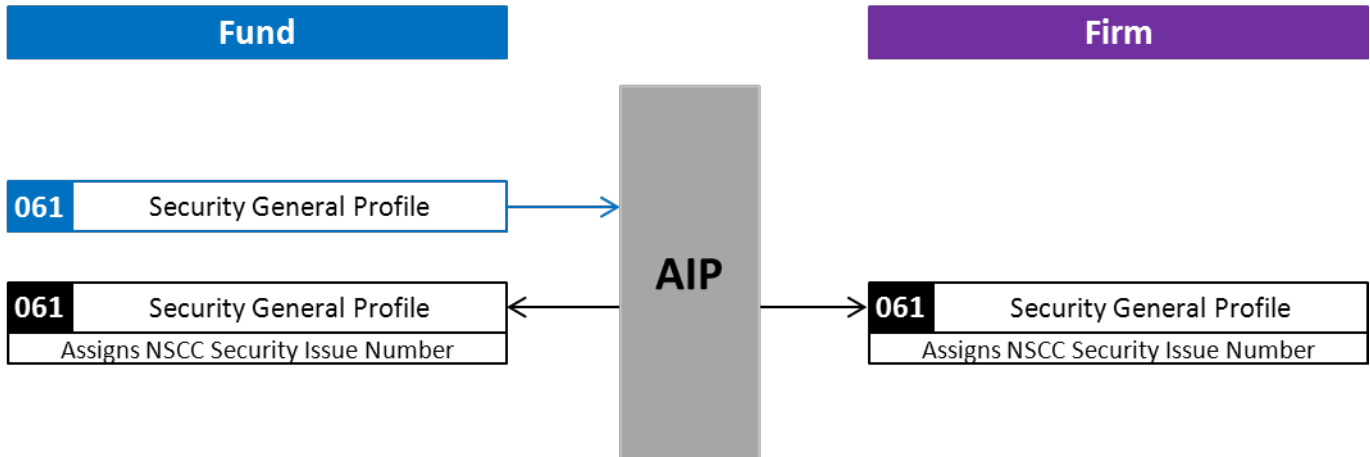 Fund
Firm
061 Security General Profile
AIP
061 Security General Profile
Assigns NSCC Security Issue Number
061 Security General Profile
Assigns NSCC Security Issue Number